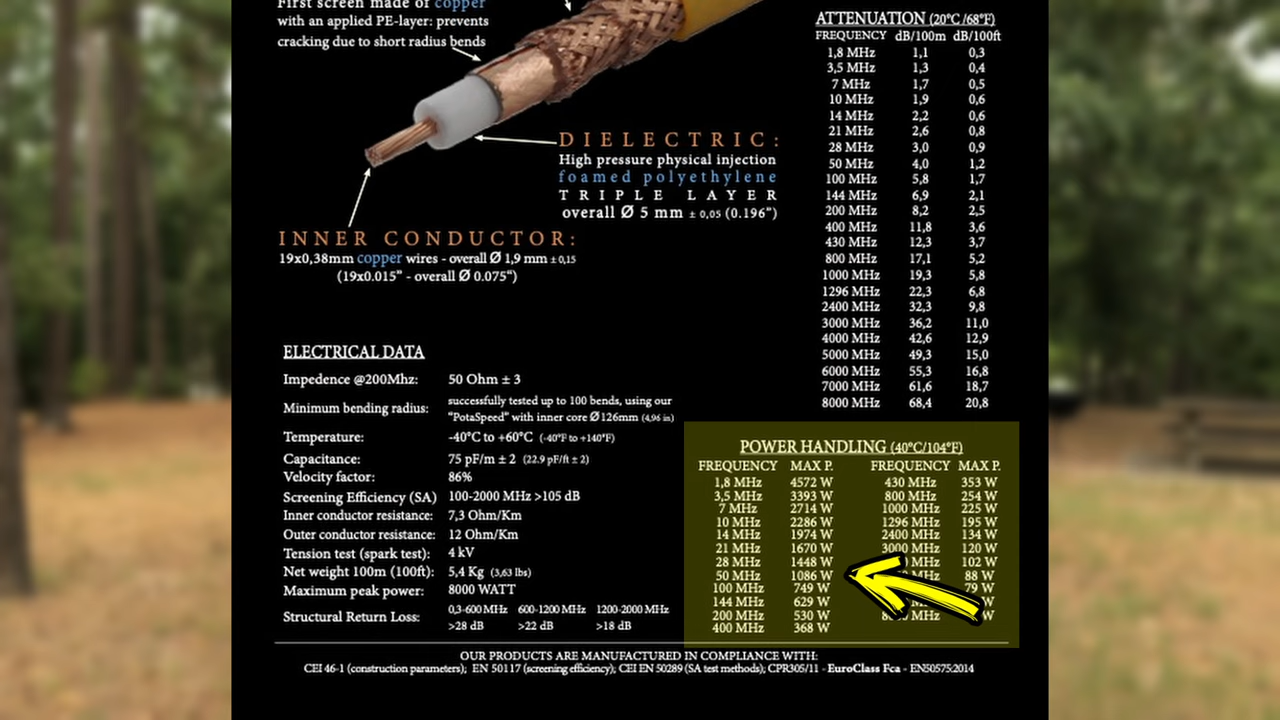 First screen made of copper
with an applied PE-layer: prevents
cracking due to short radius bends
DIELECTRIC:
High pressure physical injection
foamed polyethylene
TRIPLE LAYER
overall Ø 5 mm ± 0,05 (0.196”)
INNER CONDUCTOR:
19x0,38mm copper wires - overall Ø 1,9 mm ± 0,15
(19x0.015” - overall Ø 0.075“)
ATTENUATION (20°C /68°F)
FREQUENCY dB/100m dB/100ft
1,8 MHz 1,1 0,3
3,5 MHz 1,3 0,4
7 MHz 1,7 0,5
10 MHz 1,9 0,6
14 MHz 2,2 0,6
21 MHz 2,6 0,8
28 MHz 3,0 0,9
50 MHz 4,0 1,2
100 MHz 5,8 1,7
144 MHz 6,9 2,1
200 MHz 8,2 2,5
400 MHz 11,8 3,6
430 MHz 12,3 3,7
800 MHz 17,1 5,2
1000 MHz 19,3 5,8
1296 MHz 22,3 6,8
2400 MHz 32,3 9,8
3000 MHz 36,2 11,0
4000 MHz 42,6 12,9
5000 MHz 49,3 15,0
6000 MHz 55,3 16,8
7000 MHz 61,6 18,7
8000 MHz 68,4 20,8
ELECTRICAL DATA
Impedence @200Mhz: 50 Ohm ± 3
Minimum bending radius: successfully tested up to 100 bends, using our
“PotaSpeed” with inner core Ø 126mm (4,96 in)
Temperature: -40°C to +60°C (-40°F to +140°F)
Capacitance: 75 pF/m ± 2 (22.9 pF/ft ± 2)
Velocity factor: 86%
Screening Efficiency (SA) 100-2000 MHz >105 dB
Inner conductor resistance: 7,3 Ohm/Km
Outer conductor resistance: 12 Ohm/Km
Tension test (spark test): 4 kV
Net weight 100m (100ft): 5,4 Kg (3,63 lbs)
Maximum peak power: 8000 WATT
Structural Return Loss: 0,3-600 MHz 600-1200 MHz 1200-2000 MHz
>28 dB >22 dB >18 dB
POWER HANDLING (40°C/104°F)
FREQUENCY MAX P. FREQUENCY MAX P.
1,8 MHz 4572 W 430 MHz 353 W
3,5 MHz 3393 W 800 MHz 254 W
7 MHz 2714 W 1000 MHz 225 W
10 MHz 2286 W 1296 MHz 195 W
14 MHz 1974 W 2400 MHz 134 W
21 MHz 1670 W 3000 MHz 120 W
28 MHz 1448 W MHz 102 W
50 MHz 1086 W 88 W
100 MHz 749 W 79 W
144 MHz 629 W
200 MHz 530 W MHz W
400 MHz 368 W
OUR PRODUCTS ARE MANUFACTURED IN COMPLIANCE WITH:
CEI 46-1 (construction parameters); EN 50117 (screening efficiency); CEI EN 50289 (SA test methods); CPR305/11 - EuroClass Fca - EN50575:2014